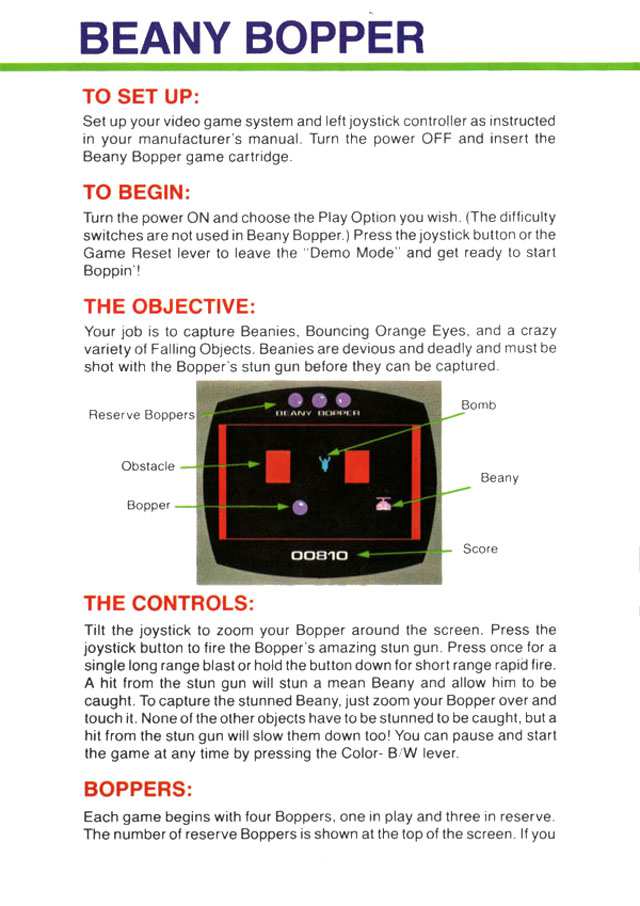 BEANY BOPPER
TO SET UP:
Set up your video game system and left joystick controller as instructed
in your manufacturer's manual. Turn the power OFF and insert the
Beany Bopper game cartridge.
TO BEGIN:
Turn the power ON and choose the Play Option you wish. (The difficulty
switches are not used in Beany Bopper.) Press the joystick button or the
Game Reset lever to leave the "Demo Mode" and get ready to start
Boppin'!
THE OBJECTIVE:
Your job is to capture Beanies, Bouncing Orange Eyes, and a crazy
variety of Falling Objects. Beanies are devious and deadly and must be
shot with the Bopper's stun gun before they can be captured.
Reserve Boppers
BEANY BOPPER
Bomb
Obstacle
Beany
Bopper
00810
Score
THE CONTROLS:
Tilt the joystick to zoom your Bopper around the screen. Press the
joystick button to fire the Bopper's amazing stun gun. Press once for a
single long range blast or hold the button down for short range rapid fire.
A hit from the stun gun will stun a mean Beany and allow him to be
caught. To capture the stunned Beany, just zoom your Bopper over and
touch it. None of the other objects have to be stunned to be caught, but a
hit from the stun gun will slow them down too! You can pause and start
the game at any time by pressing the Color- B/W lever.
BOPPERS:
Each game begins with four Boppers, one in play and three in reserve.
The number of reserve Boppers is shown at the top of the screen. If you